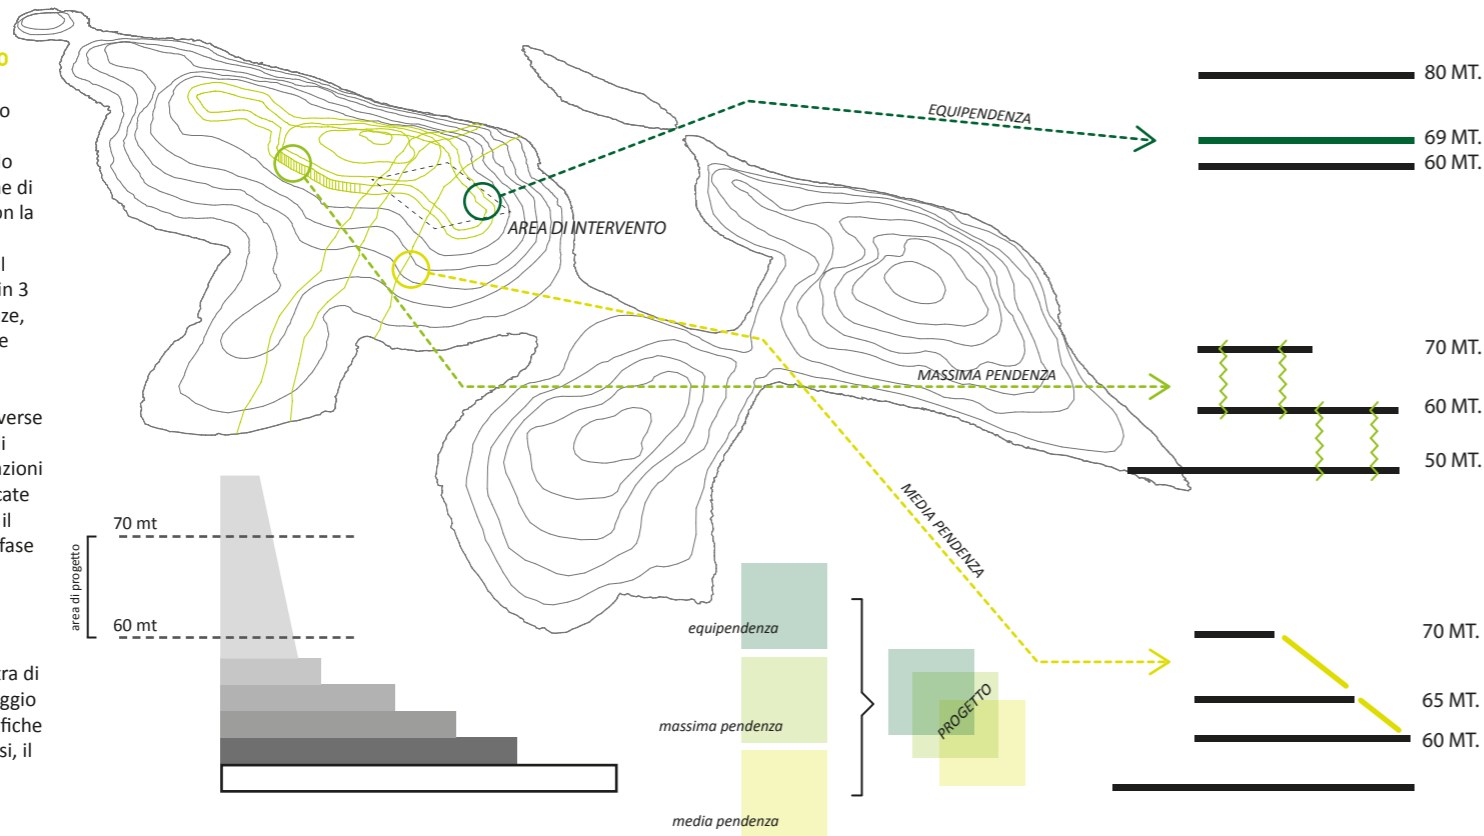 o
o
o
ne di
on la
l
in 3
ze,
e
verse
i
azioni
cate
il
fase
tra di
ggio
fiche
si, il
EQUIPENDENZA
80 MT.
69 MT.
60 MT.
AREA DI INTERVENTO
MASSIMA PENDENZA
70 MT.
60 MT.
50 MT.
MEDIA PENDENZA
70 MT.
65 MT.
60 MT.
area di progetto
70 mt
60 mt
equipendenza
massima pendenza
media pendenza
PROGETTO